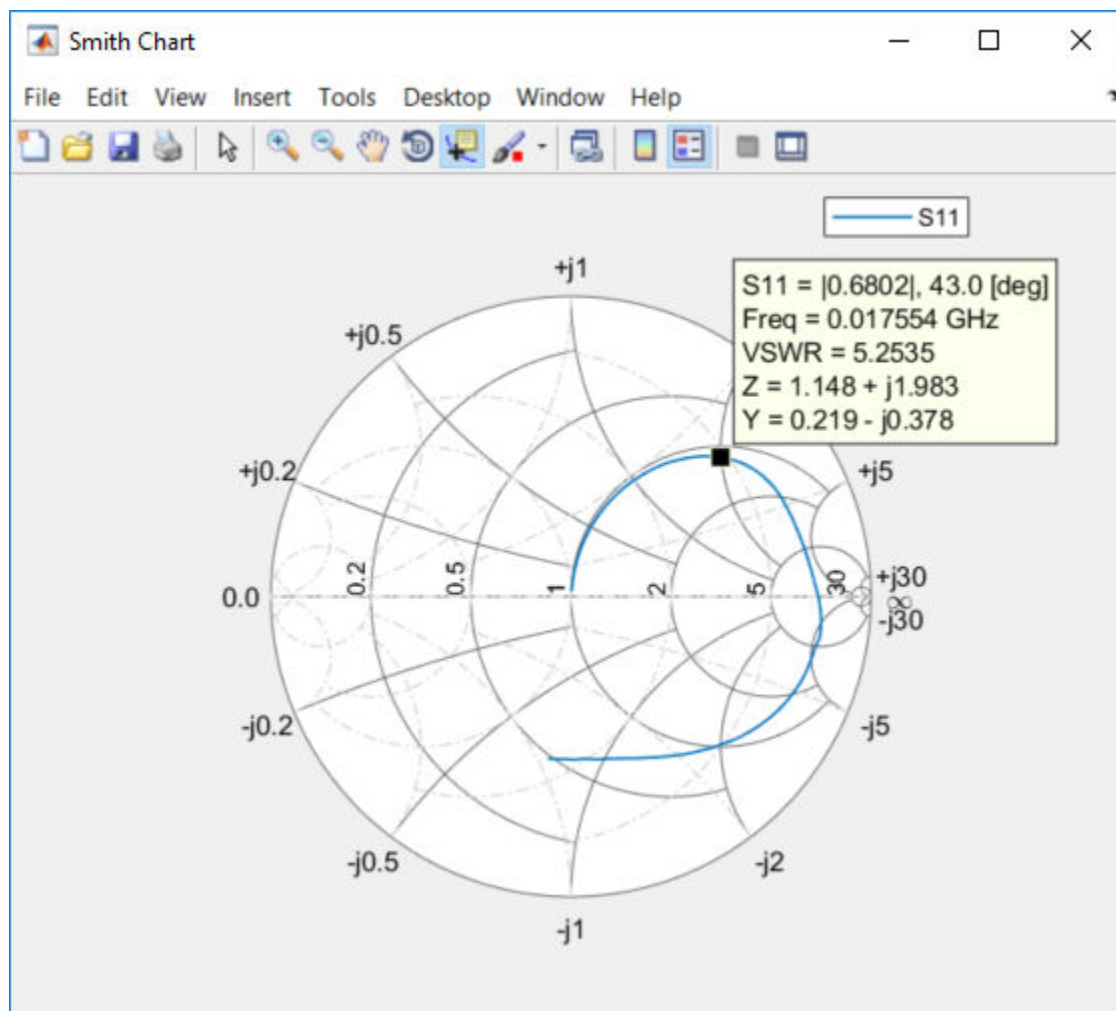 Smith Chart
File Edit View Insert Tools Desktop Window Help
S11
S11 = |0.6802|, 43.0 [deg]
Freq = 0.017554 GHz
VSWR = 5.2535
Z = 1.148 + j1.983
Y = 0.219 - j0.378
+j1
+j0.5
+j0.2
+j5
0.0
0.2
0.5
1
2
5
30
+j30
∞
-j30
-j0.2
-j5
-j0.5
-j2
-j1